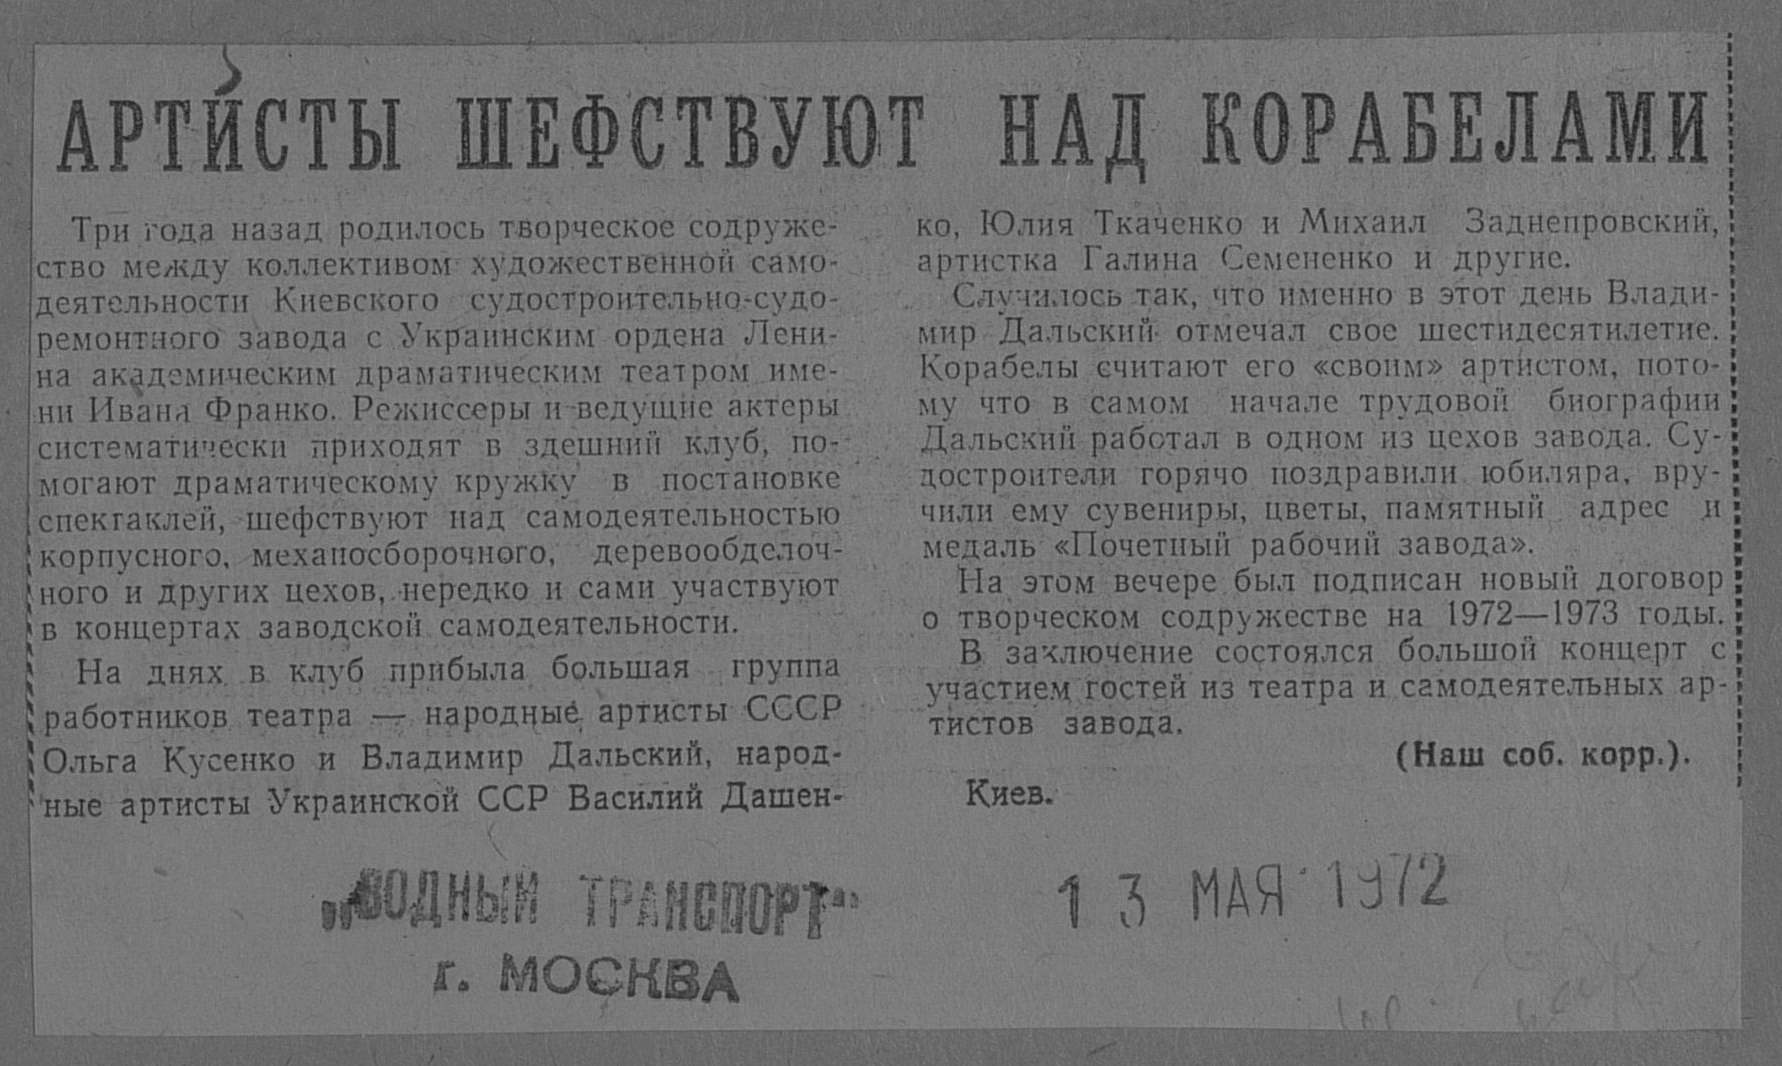 АРТИСТЫ ШЕФСТВУЮТ НАД КОРАБЕЛАМИ
Три года назад родилось творческое содруже-
ство между коллективом художественной само-
деятельности Киевского судостроительно-судо-
ремонтного завода с Украинским ордена Лени-
на академическим драматическим театром име-
ни Ивана Франко. Режиссеры и ведущие актеры
систематически приходят в здешний клуб, по-
могают драматическому кружку в постановке
спектаклей, шефствуют над самодеятельностью
корпусного, механосборочного, деревообделоч-
ного и других цехов, нередко и сами участвуют
в концертах заводской самодеятельности.
На днях в клуб прибыла большая группа
работников театра — народные артисты СССР
Ольга Кусенко и Владимир Дальский, народ-
ные артисты Украинской ССР Василий Дашен-
ко, Юлия Ткаченко и Михаил Заднепровский,
артистка Галина Семененко и другие.
Случилось так, что именно в этот день Влади-
мир Дальский отмечал свое шестидесятилетие.
Корабелы считают его «своим» артистом, пото-
му что в самом начале трудовой биографии
Дальский работал в одном из цехов завода. Су-
достроители горячо поздравили юбиляра, вру-
чили ему сувениры, цветы, памятный адрес и
медаль «Почетный рабочий завода».
На этом вечере был подписан новый договор
о творческом содружестве на 1972—1973 годы.
В заключение состоялся большой концерт с
участием гостей из театра и самодеятельных ар-
тистов завода.
(Наш соб. корр.).
Киев.
„ВОДНЫЙ ТРАНСПОРТ“
г. МОСКВА
13 МАЯ 1972